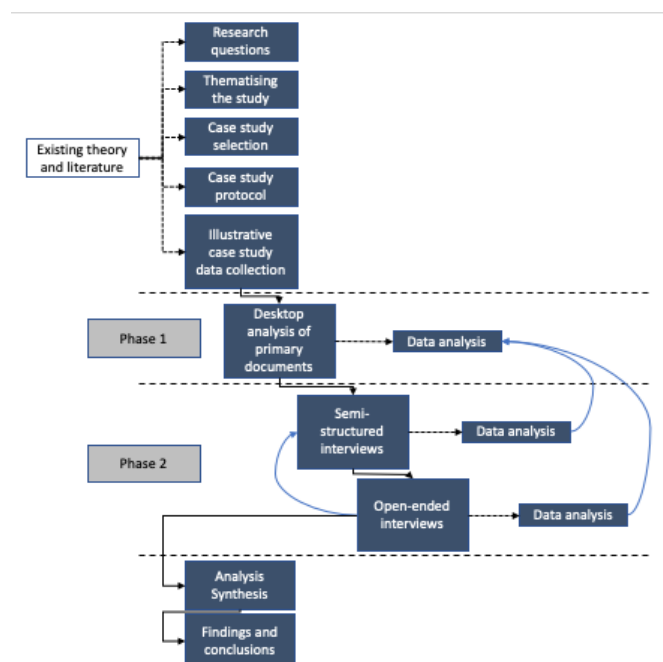 Research
questions
Thematising
the study
Case study
selection
Existing theory
and literature
Case study
protocol
Illustrative
case study
data collection
Phase 1
Desktop
analysis of
primary
documents
Data analysis
Phase 2
Semi-
structured
interviews
Data analysis
Open-ended
interviews
Data analysis
Analysis
Synthesis
Findings and
conclusions